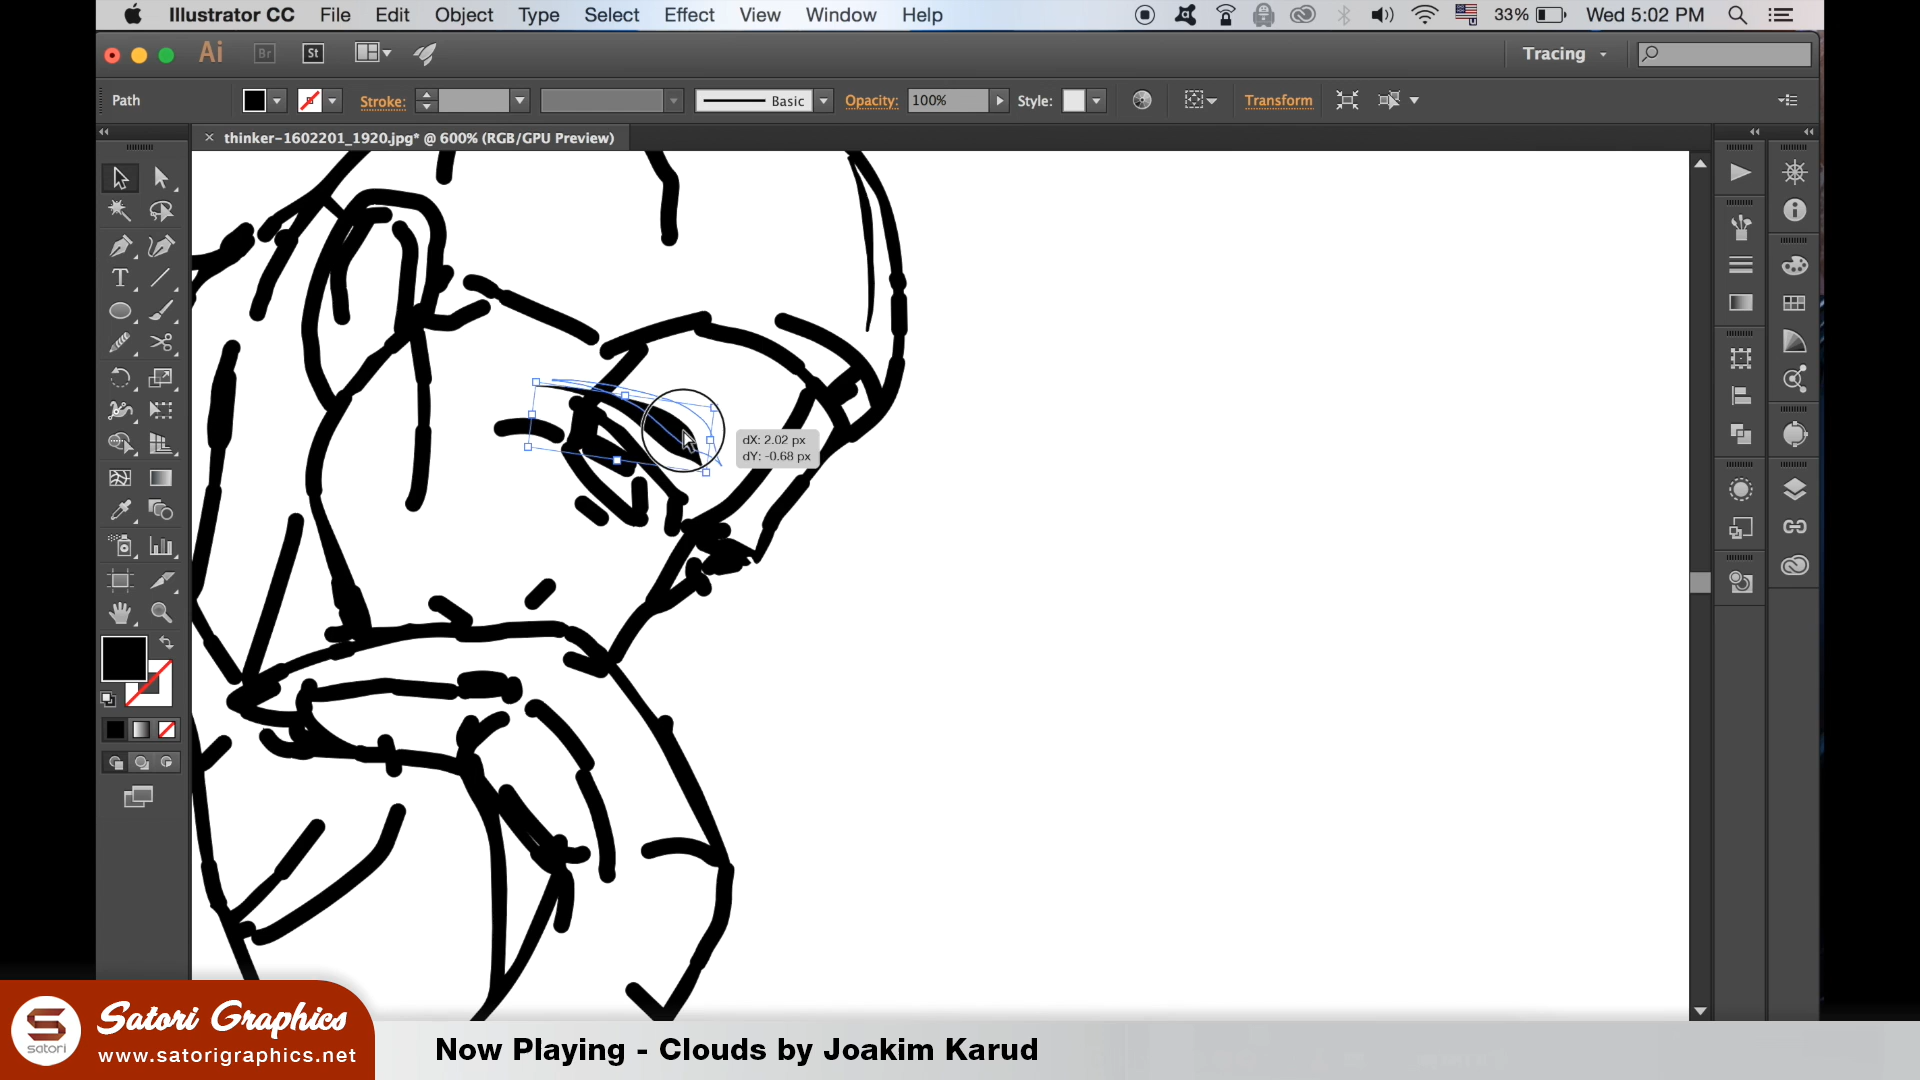 Illustrator CC File Edit Object Type Select Effect View Window Help 33% Wed 5:02 PM
Ai Br St Tracing
Path Stroke: Basic Opacity: 100% Style: Transform
thinker-1602201_1920.jpg* @ 600% (RGB/GPU Preview)
dX: 2.02 px
dY: -0.68 px
Satori Graphics
satori
www.satorigraphics.net
Now Playing - Clouds by Joakim Karud